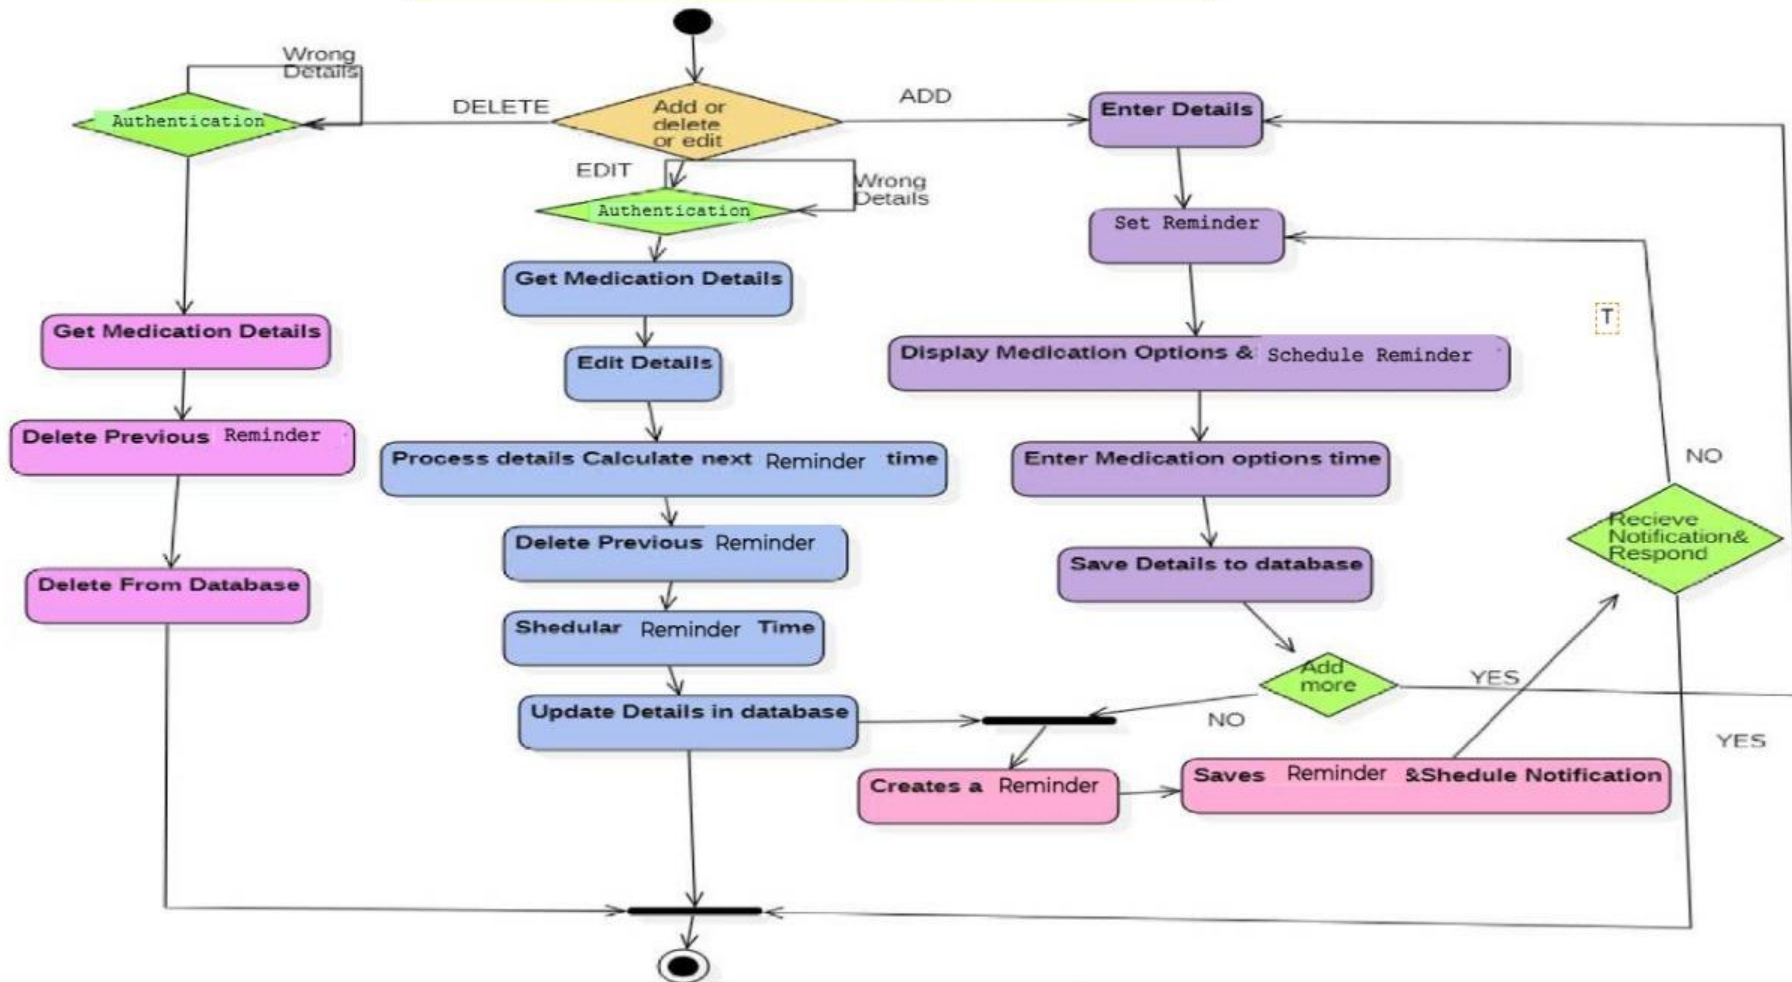 Wrong
Details
Authentication
DELETE
Add or
delete
or edit
ADD
Enter Details
EDIT
Wrong
Details
Authentication
Set Reminder
Get Medication Details
Get Medication Details
T
Edit Details
Display Medication Options & Schedule Reminder
Delete Previous Reminder
Process details Calculate next Reminder time
Enter Medication options time
NO
Recieve
Notification&
Respond
Delete Previous Reminder
Delete From Database
Save Details to database
Shedular Reminder Time
Add
more
YES
Update Details in database
NO
YES
Creates a Reminder
Saves Reminder &Shedule Notification